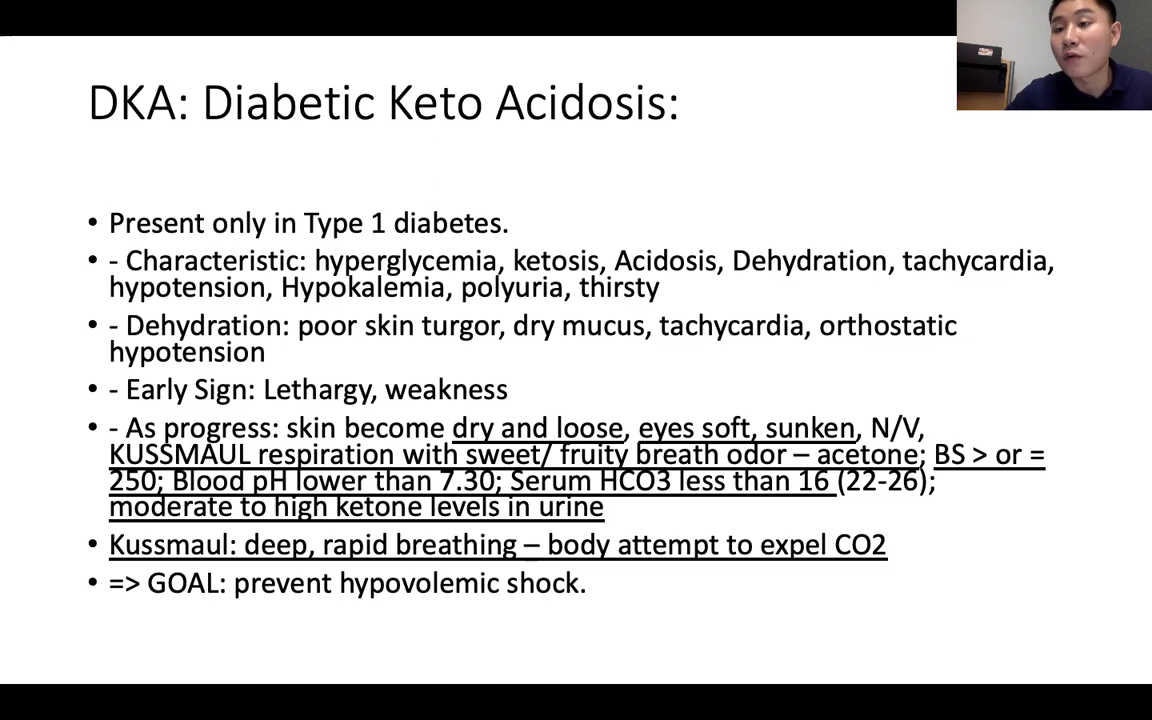 DKA: Diabetic Keto Acidosis:
• Present only in Type 1 diabetes.
• - Characteristic: hyperglycemia, ketosis, Acidosis, Dehydration, tachycardia,
hypotension, Hypokalemia, polyuria, thirsty
• - Dehydration: poor skin turgor, dry mucus, tachycardia, orthostatic
hypotension
• - Early Sign: Lethargy, weakness
• - As progress: skin become dry and loose, eyes soft, sunken, N/V,
KUSSMAUL respiration with sweet/ fruity breath odor – acetone; BS > or =
250; Blood pH lower than 7.30; Serum HCO3 less than 16 (22-26);
moderate to high ketone levels in urine
• Kussmaul: deep, rapid breathing – body attempt to expel CO2
• => GOAL: prevent hypovolemic shock.